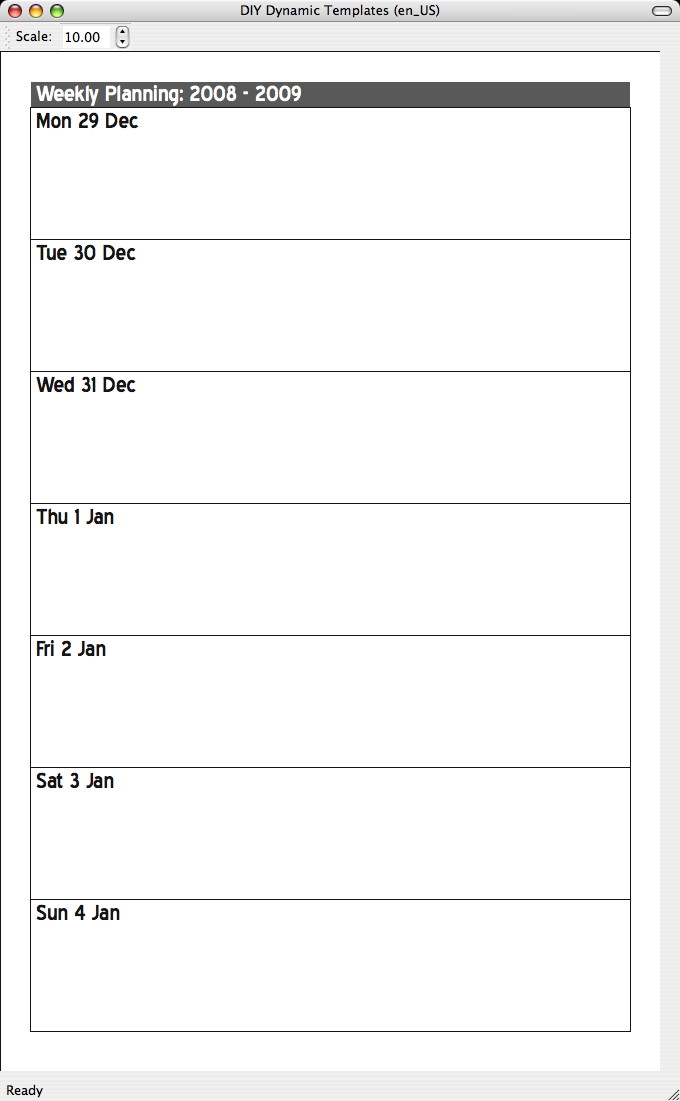 DIY Dynamic Templates (en_US)
Scale: 10.00
Weekly Planning: 2008 - 2009
Mon 29 Dec
Tue 30 Dec
Wed 31 Dec
Thu 1 Jan
Fri 2 Jan
Sat 3 Jan
Sun 4 Jan
Ready